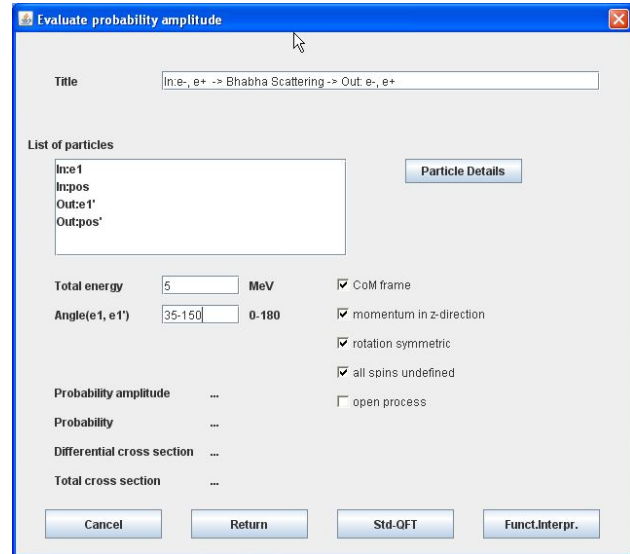 Evaluate probability amplitude
Title
In:e-, e+ -> Bhabha Scattering -> Out: e-, e+
List of particles
In:e1
In:pos
Out:e1'
Out:pos'
Particle Details
Total energy 5 MeV
CoM frame
Angle(e1, e1') 35-150 0-180
momentum in z-direction
rotation symmetric
all spins undefined
open process
Probability amplitude ...
Probability ...
Differential cross section ...
Total cross section ...
Cancel Return Std-QFT Funct.Interpr.